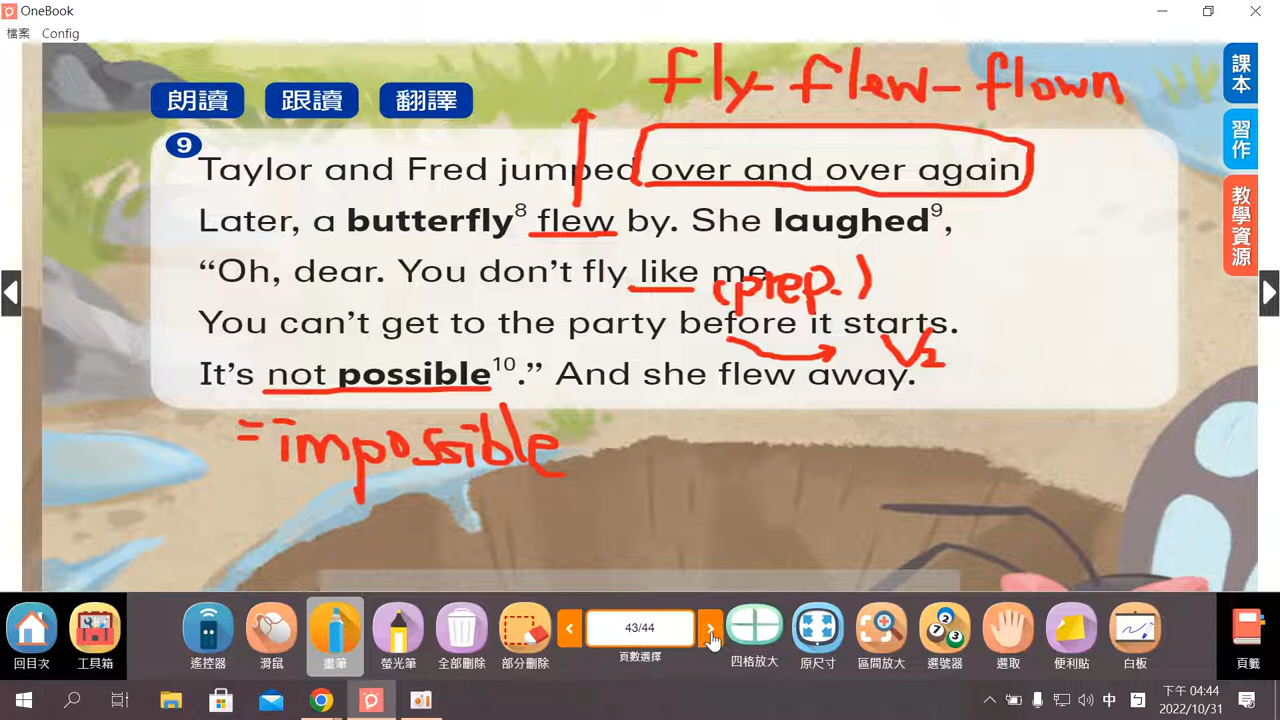 OneBook
檔案 Config
fly - flew - flown
朗讀 跟讀 翻譯
9
Taylor and Fred jumped over and over again
Later, a butterfly⁸ flew by. She laughed⁹,
“Oh, dear. You don’t fly like me
(prep.)
You can’t get to the party before it starts.
V2
It’s not possible¹⁰.” And she flew away.
= impossible
課本
習作
教學資源
43/44
回目次 工具箱 遙控器 滑鼠 畫筆 螢光筆 全部刪除 部分刪除 頁數選擇 四格放大 原尺寸 區間放大 選號器 選取 便利貼 白板 頁籤
7 2 3
中
下午 04:44
2022/10/31